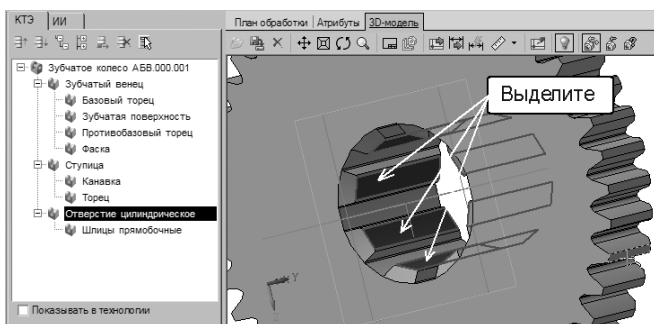 КТЭ ИИ
План обработки Атрибуты 3D-модель
Зубчатое колесо АБВ.000.001
Зубчатый венец
Базовый торец
Зубчатая поверхность
Противобазовый торец
Фаска
Ступица
Канавка
Торец
Отверстие цилиндрическое
Шлицы прямобочные
Показывать в технологии
Выделите
Y